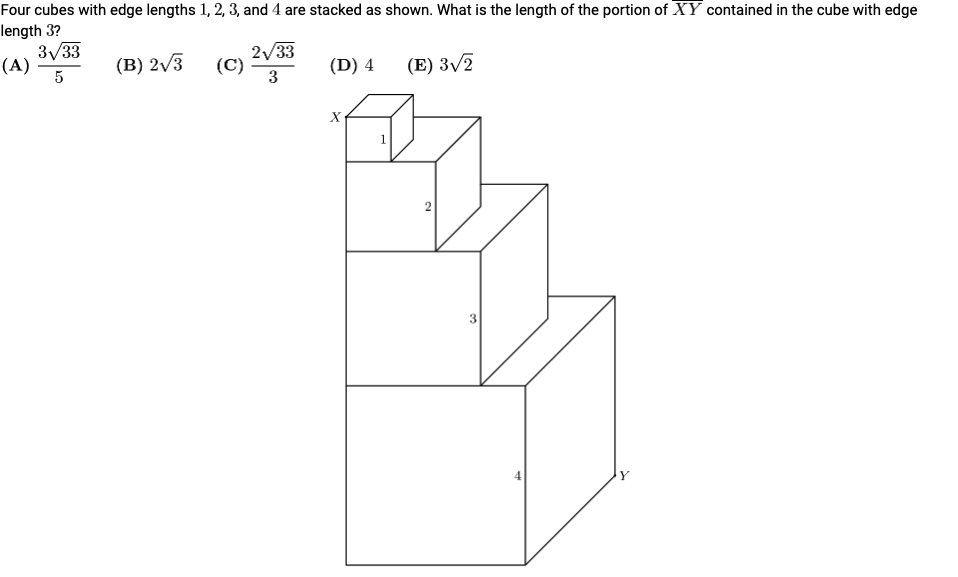 Four cubes with edge lengths 1, 2, 3, and 4 are stacked as shown. What is the length of the portion of $\overline{XY}$ contained in the cube with edge
length 3?
(A) $\frac{3\sqrt{33}}{5}$ (B) $2\sqrt{3}$ (C) $\frac{2\sqrt{33}}{3}$ (D) 4 (E) $3\sqrt{2}$
X
1
2
3
4
Y